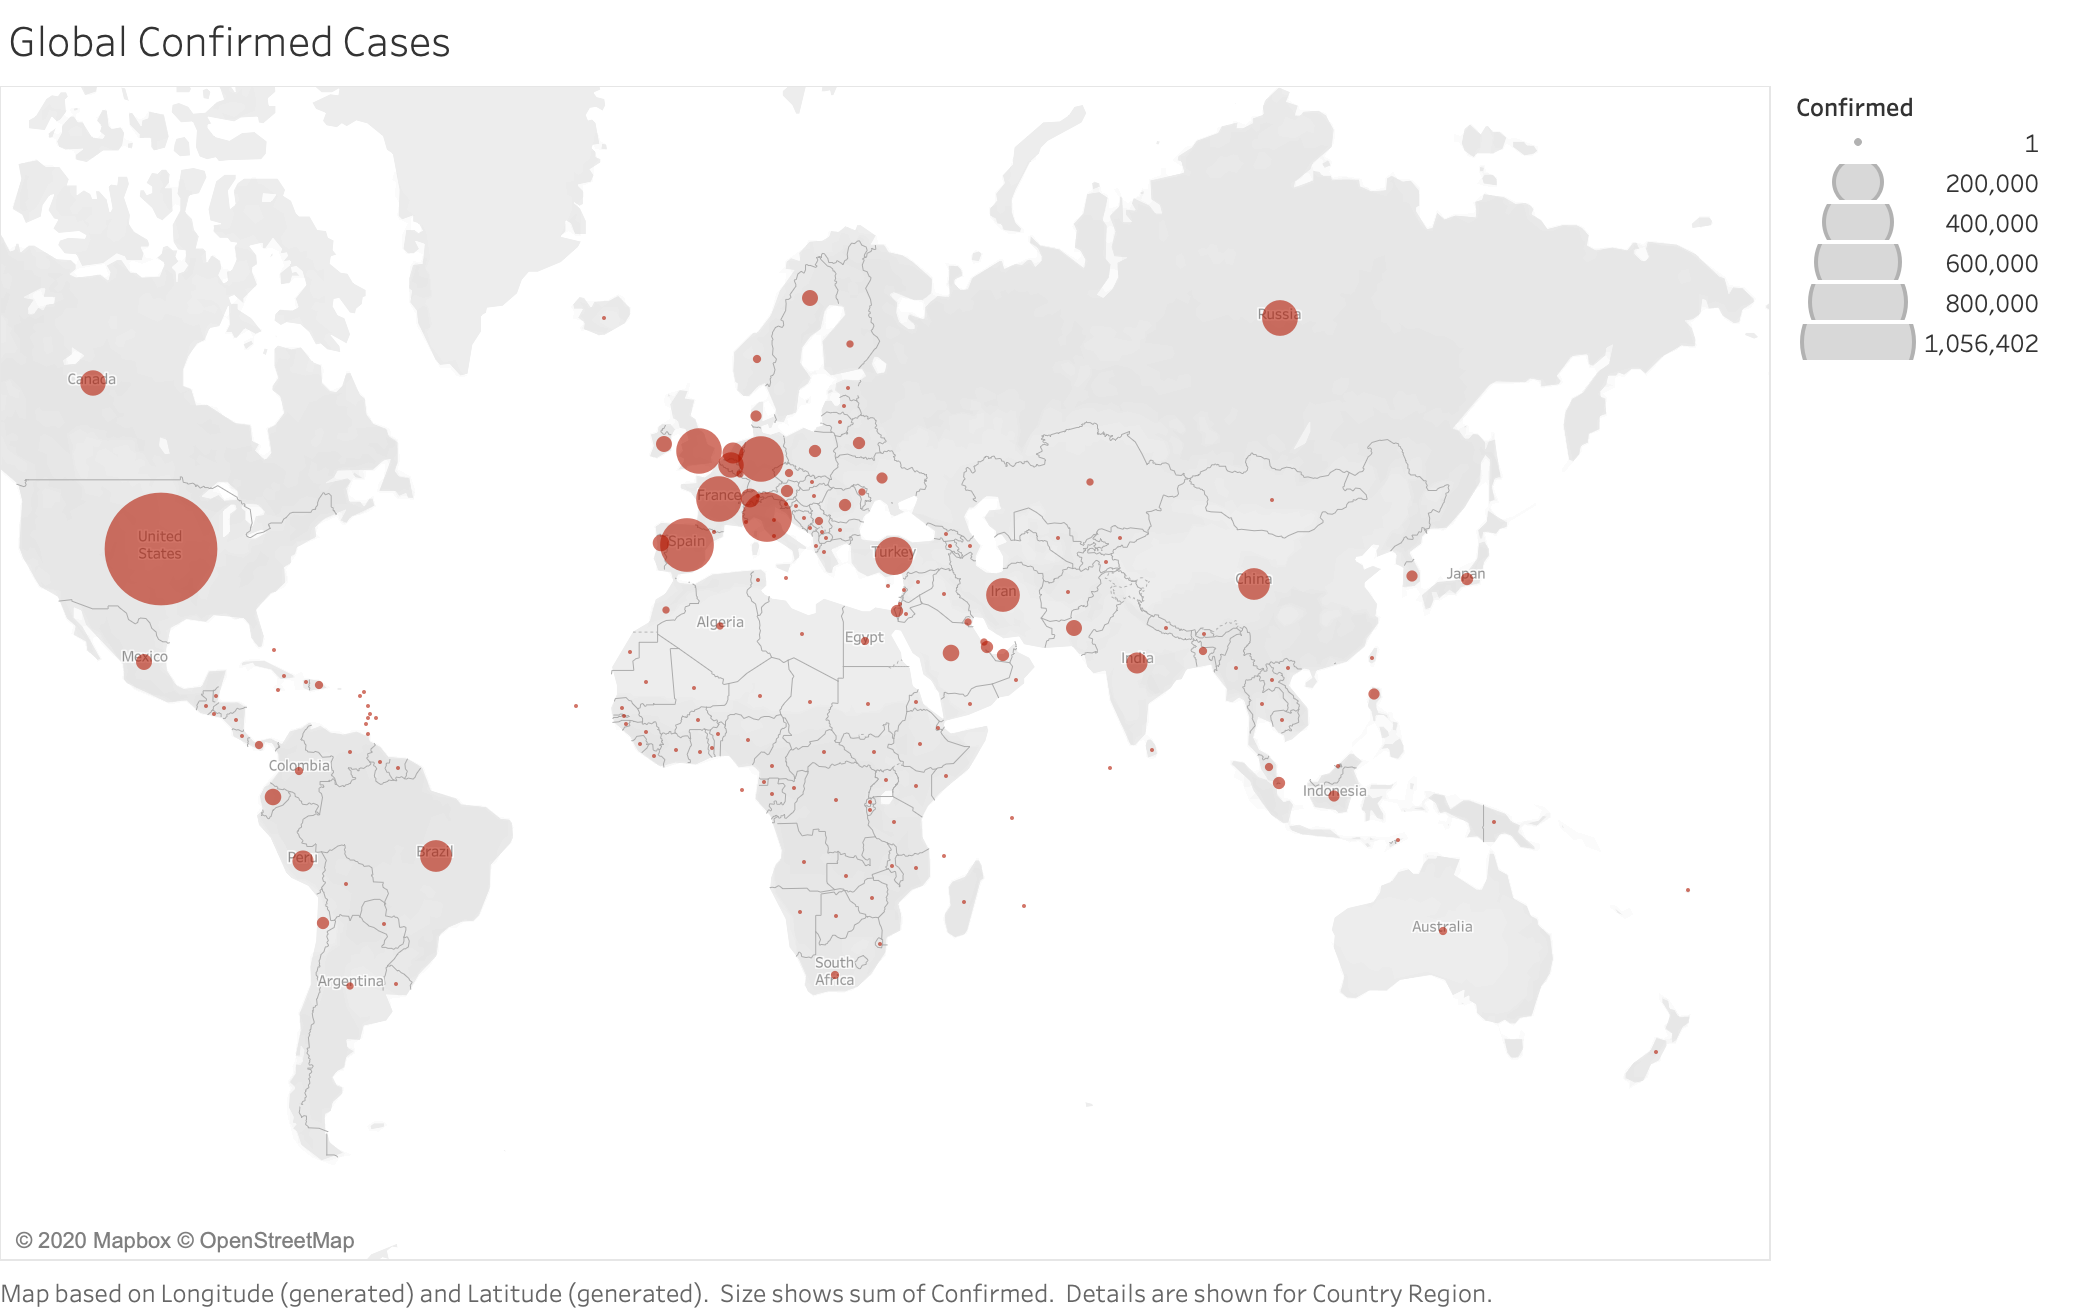 Global Confirmed Cases
Confirmed
1
200,000
400,000
600,000
800,000
1,056,402
Russia
Canada
France
United
States
Spain
Turkey
Iran
China
Japan
Algeria
Egypt
Mexico
India
Colombia
Indonesia
Peru
Brazil
Australia
South
Africa
Argentina
© 2020 Mapbox © OpenStreetMap
Map based on Longitude (generated) and Latitude (generated).  Size shows sum of Confirmed.  Details are shown for Country Region.